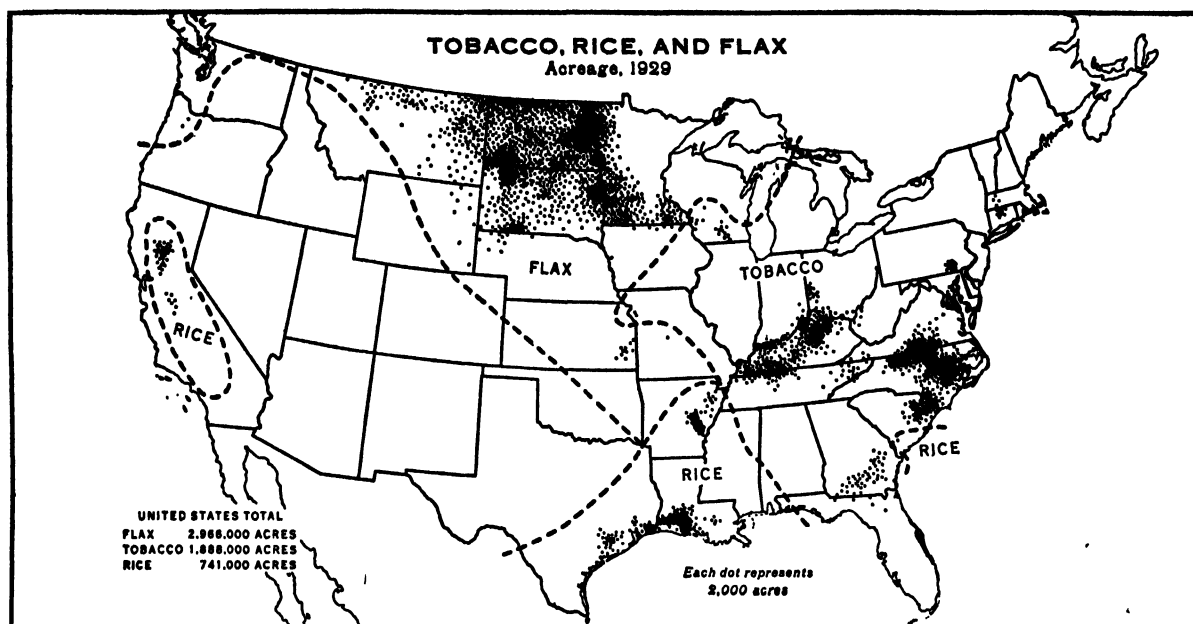 TOBACCO, RICE, AND FLAX
Acreage, 1929
FLAX
TOBACCO
RICE
RICE
RICE
UNITED STATES TOTAL
FLAX 2,966,000 ACRES
TOBACCO 1,888,000 ACRES
RICE 741,000 ACRES
Each dot represents
2,000 acres